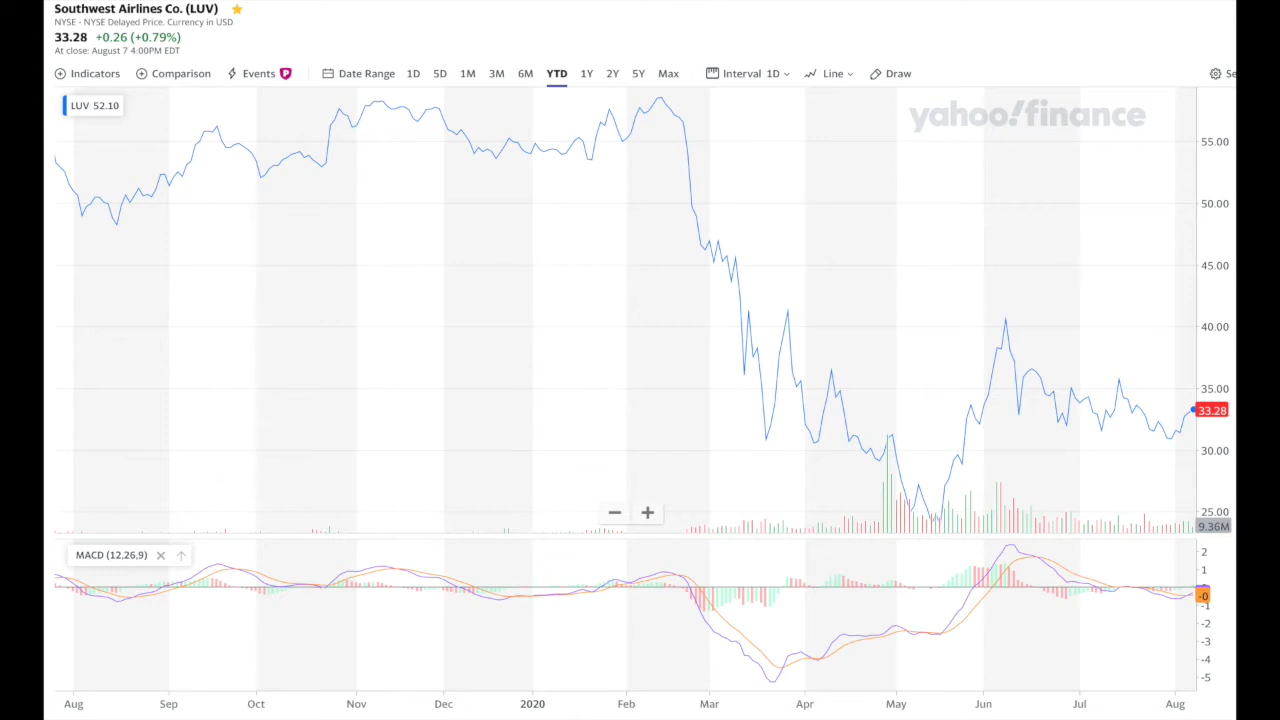 Southwest Airlines Co. (LUV)
NYSE - NYSE Delayed Price. Currency in USD
33.28 +0.26 (+0.79%)
At close: August 7 4:00PM EDT
Indicators Comparison Events Date Range 1D 5D 1M 3M 6M YTD 1Y 2Y 5Y Max Interval 1D Line Draw Se
LUV 52.10
yahoo!finance
55.00
50.00
45.00
40.00
35.00
33.28
30.00
25.00
9.36M
MACD (12,26,9)
2
1
-0
-1
-2
-3
-4
-5
Aug Sep Oct Nov Dec 2020 Feb Mar Apr May Jun Jul Aug